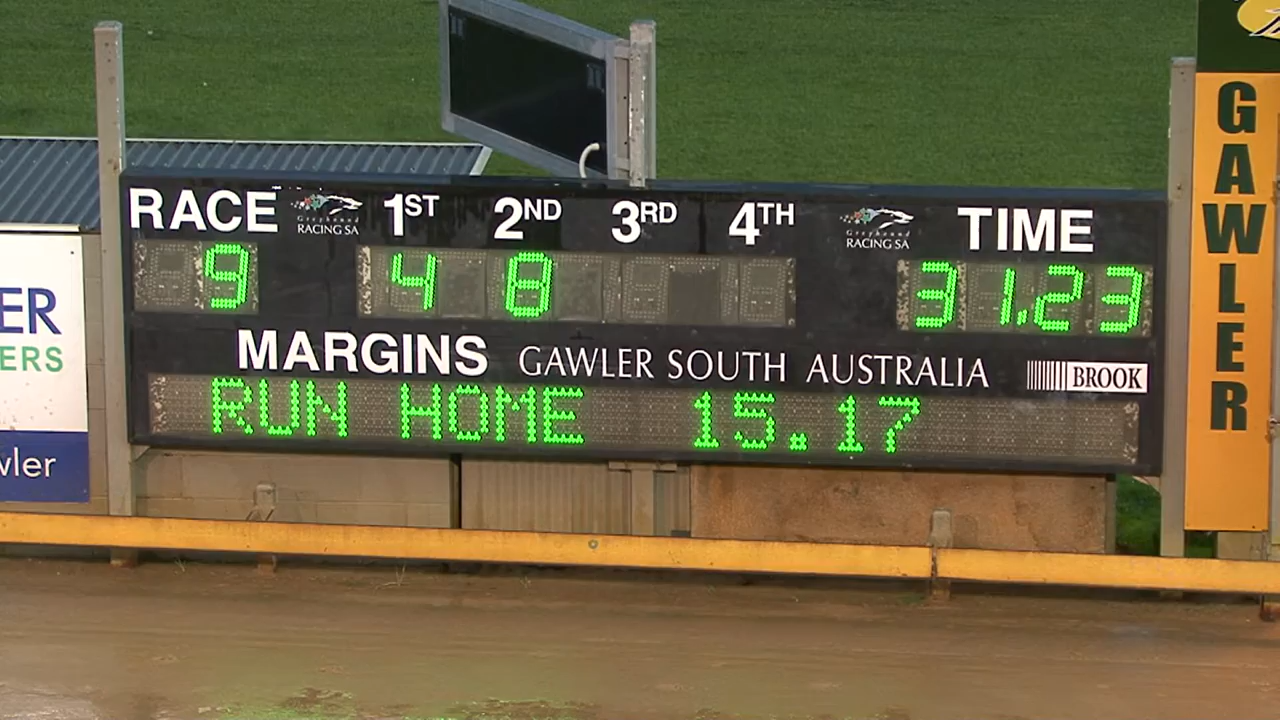 RACE Greyhound RACING SA 1ST 2ND 3RD 4TH Greyhound RACING SA TIME
9 4 8 31.23
MARGINS GAWLER SOUTH AUSTRALIA BROOK
RUN HOME 15.17
GAWLER
ER
ERS
wler